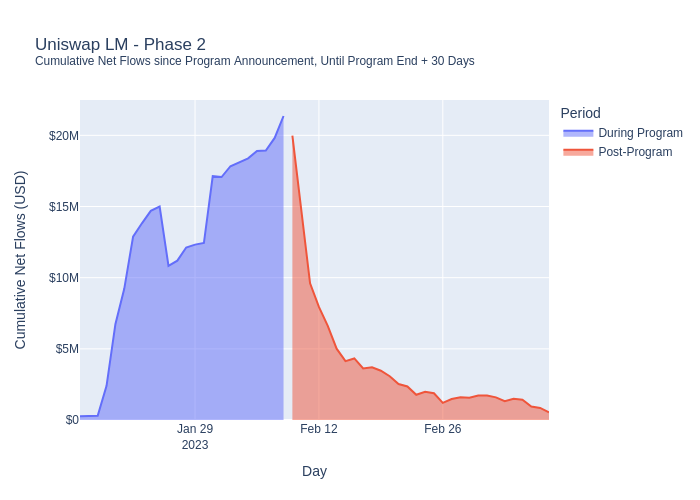 Uniswap LM - Phase 2
Cumulative Net Flows since Program Announcement, Until Program End + 30 Days
Period
During Program
Post-Program
Cumulative Net Flows (USD)
$20M
$15M
$10M
$5M
$0
Jan 29
2023
Feb 12
Feb 26
Day